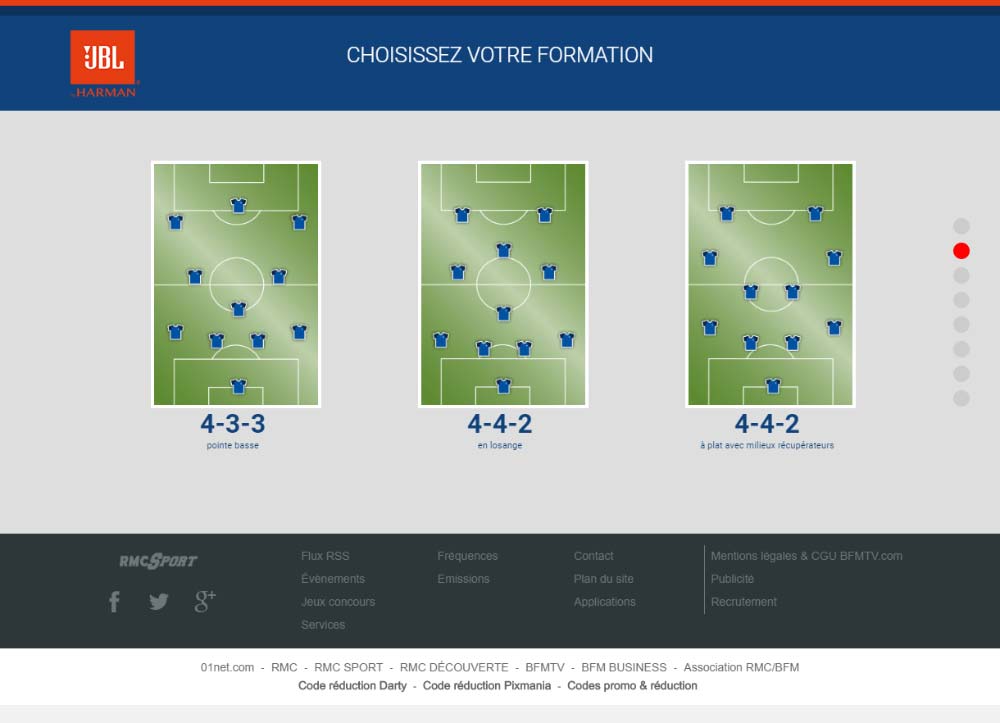 JBL
by HARMAN
CHOISISSEZ VOTRE FORMATION
4-3-3
pointe basse
4-4-2
en losange
4-4-2
à plat avec milieux récupérateurs
RMC SPORT
Flux RSS
Évènements
Jeux concours
Services
Fréquences
Emissions
Contact
Plan du site
Applications
Mentions légales & CGU BFMTV.com
Publicité
Recrutement
01net.com - RMC - RMC SPORT - RMC DÉCOUVERTE - BFMTV - BFM BUSINESS - Association RMC/BFM
Code réduction Darty - Code réduction Pixmania - Codes promo & réduction